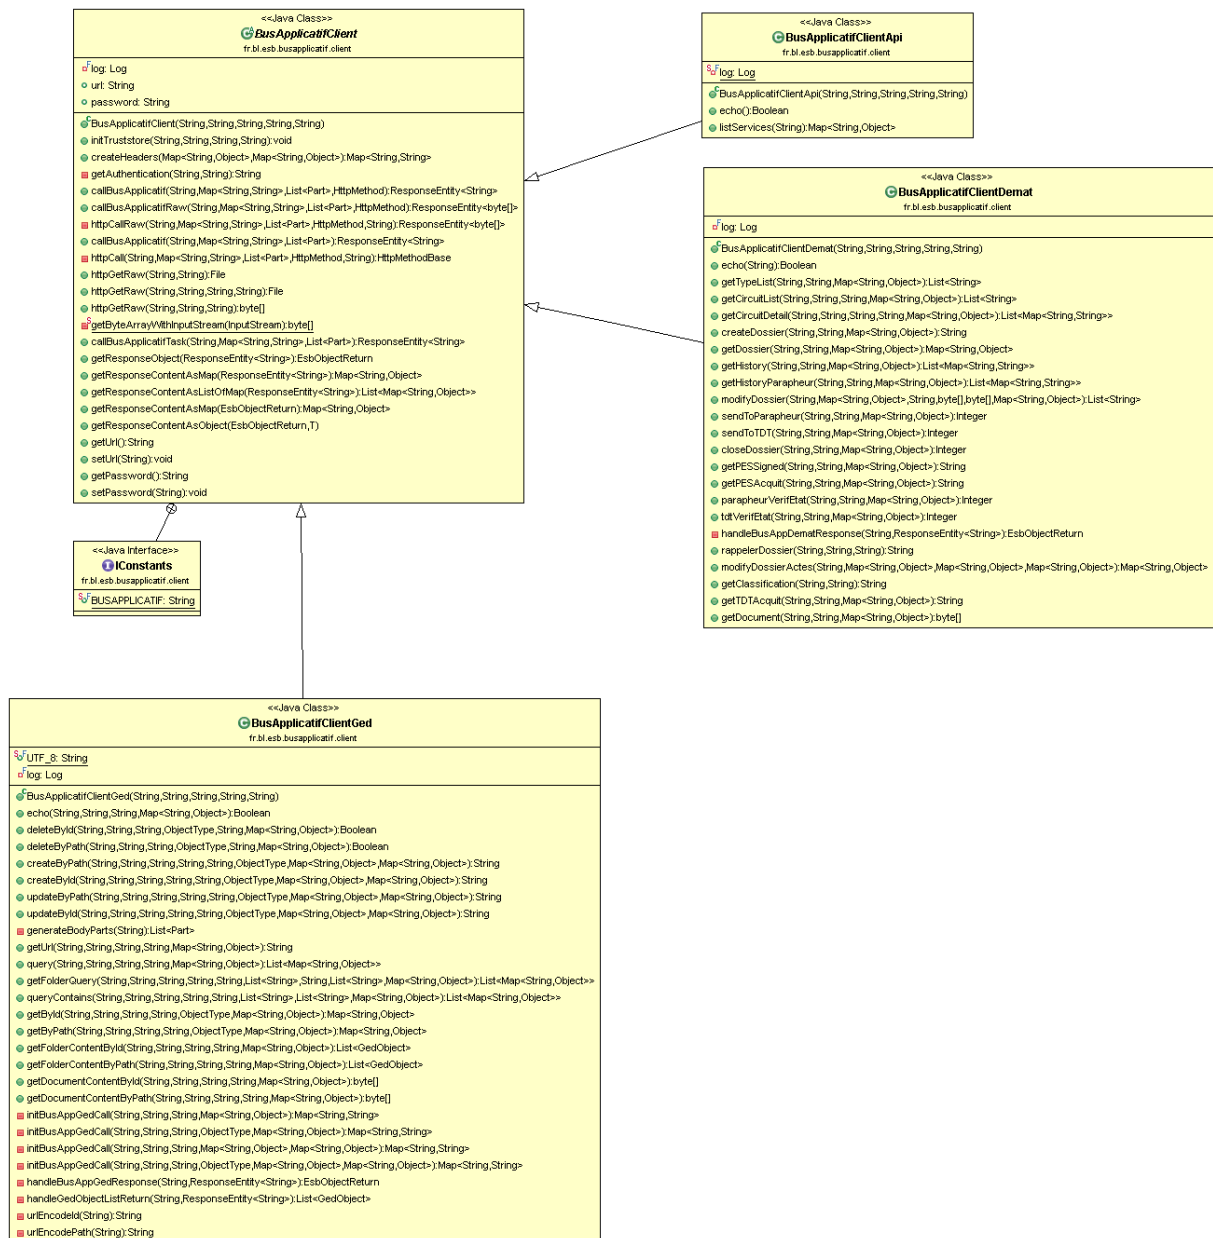 <<Java Class>>
BusApplicatifClient
fr.bl.esb.busapplicatif.client
log: Log
url: String
password: String
BusApplicatifClient(String,String,String,String,String)
initTruststore(String,String,String,String):void
createHeaders(Map<String,Object>,Map<String,Object>):Map<String,String>
getAuthentication(String,String):String
callBusApplicatif(String,Map<String,String>,List<Part>,HttpMethod):ResponseEntity<String>
callBusApplicatifRaw(String,Map<String,String>,List<Part>,HttpMethod):ResponseEntity<byte[]>
httpCallRaw(String,Map<String,String>,List<Part>,HttpMethod,String):ResponseEntity<byte[]>
callBusApplicatif(String,Map<String,String>,List<Part>):ResponseEntity<String>
httpCall(String,Map<String,String>,List<Part>,HttpMethod,String):HttpMethodBase
httpGetRaw(String,String):File
httpGetRaw(String,String,String,String):File
httpGetRaw(String,String,String):byte[]
getByteArrayWithInputStream(InputStream):byte[]
callBusApplicatifTask(String,Map<String,String>,List<Part>):ResponseEntity<String>
getResponseObject(ResponseEntity<String>):EsbObjectReturn
getResponseContentAsMap(ResponseEntity<String>):Map<String,Object>
getResponseContentAsListOfMap(ResponseEntity<String>):List<Map<String,Object>>
getResponseContentAsMap(EsbObjectReturn):Map<String,Object>
getResponseContentAsObject(EsbObjectReturn,T)
getUrl():String
setUrl(String):void
getPassword():String
setPassword(String):void
<<Java Class>>
BusApplicatifClientApi
fr.bl.esb.busapplicatif.client
log: Log
BusApplicatifClientApi(String,String,String,String,String)
echo():Boolean
listServices(String):Map<String,Object>
<<Java Class>>
BusApplicatifClientDemat
fr.bl.esb.busapplicatif.client
log: Log
BusApplicatifClientDemat(String,String,String,String,String)
echo(String):Boolean
getTypeList(String,String,Map<String,Object>):List<String>
getCircuitList(String,String,String,Map<String,Object>):List<String>
getCircuitDetail(String,String,String,String,Map<String,Object>):List<Map<String,String>>
createDossier(String,String,Map<String,Object>):String
getDossier(String,String,Map<String,Object>):Map<String,Object>
getHistory(String,String,Map<String,Object>):List<Map<String,String>>
getHistoryParapheur(String,String,Map<String,Object>):List<Map<String,String>>
modifyDossier(String,Map<String,Object>,String,byte[],byte[],Map<String,Object>):List<String>
sendToParapheur(String,String,Map<String,Object>):Integer
sendToTDT(String,String,Map<String,Object>):Integer
closeDossier(String,String,Map<String,Object>):Integer
getPESSigned(String,String,Map<String,Object>):String
getPESAcquit(String,String,Map<String,Object>):String
parapheurVerifEtat(String,String,Map<String,Object>):Integer
tdtVerifEtat(String,String,Map<String,Object>):Integer
handleBusAppDematResponse(String,ResponseEntity<String>):EsbObjectReturn
rappelerDossier(String,String,String):String
modifyDossierActes(String,Map<String,Object>,Map<String,Object>,Map<String,Object>):Map<String,Object>
getClassification(String,String):String
getTDTAcquit(String,String,Map<String,Object>):String
getDocument(String,String,Map<String,Object>):byte[]
<<Java Interface>>
IConstants
fr.bl.esb.busapplicatif.client
BUSAPPLICATIF: String
<<Java Class>>
BusApplicatifClientGed
fr.bl.esb.busapplicatif.client
UTF_8: String
log: Log
BusApplicatifClientGed(String,String,String,String,String)
echo(String,String,String,Map<String,Object>):Boolean
deleteById(String,String,String,ObjectType,String,Map<String,Object>):Boolean
deleteByPath(String,String,String,ObjectType,String,Map<String,Object>):Boolean
createByPath(String,String,String,String,String,ObjectType,Map<String,Object>,Map<String,Object>):String
createById(String,String,String,String,String,ObjectType,Map<String,Object>,Map<String,Object>):String
updateByPath(String,String,String,String,String,ObjectType,Map<String,Object>,Map<String,Object>):String
updateById(String,String,String,String,String,ObjectType,Map<String,Object>,Map<String,Object>):String
generateBodyParts(String):List<Part>
getUrl(String,String,String,String,Map<String,Object>):String
query(String,String,String,String,Map<String,Object>):List<Map<String,Object>>
getFolderQuery(String,String,String,String,String,List<String>,String,List<String>,Map<String,Object>):List<Map<String,Object>>
queryContains(String,String,String,String,String,List<String>,List<String>,Map<String,Object>):List<Map<String,Object>>
getById(String,String,String,String,ObjectType,Map<String,Object>):Map<String,Object>
getByPath(String,String,String,String,ObjectType,Map<String,Object>):Map<String,Object>
getFolderContentById(String,String,String,String,Map<String,Object>):List<GedObject>
getFolderContentByPath(String,String,String,String,Map<String,Object>):List<GedObject>
getDocumentContentById(String,String,String,String,Map<String,Object>):byte[]
getDocumentContentByPath(String,String,String,String,Map<String,Object>):byte[]
initBusAppGedCall(String,String,String,Map<String,Object>):Map<String,String>
initBusAppGedCall(String,String,String,ObjectType,Map<String,Object>):Map<String,String>
initBusAppGedCall(String,String,String,Map<String,Object>,Map<String,Object>):Map<String,String>
initBusAppGedCall(String,String,String,ObjectType,Map<String,Object>,Map<String,Object>):Map<String,String>
handleBusAppGedResponse(String,ResponseEntity<String>):EsbObjectReturn
handleGedObjectListReturn(String,ResponseEntity<String>):List<GedObject>
urlEncodeId(String):String
urlEncodePath(String):String